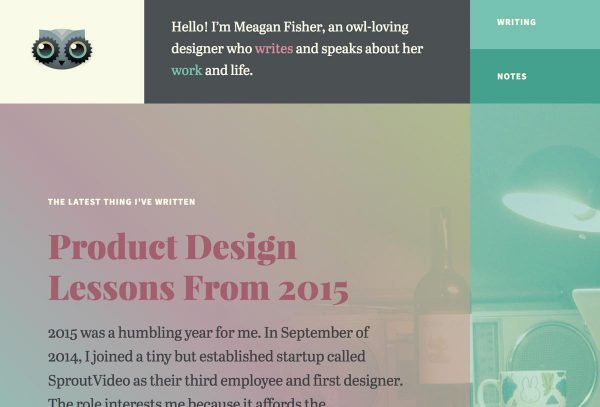 Hello! I’m Meagan Fisher, an owl-loving
designer who writes and speaks about her
work and life.
WRITING
NOTES
THE LATEST THING I’VE WRITTEN
Product Design
Lessons From 2015
2015 was a humbling year for me. In September of
2014, I joined a tiny but established startup called
SproutVideo as their third employee and first designer.
The role interests me because it affords the